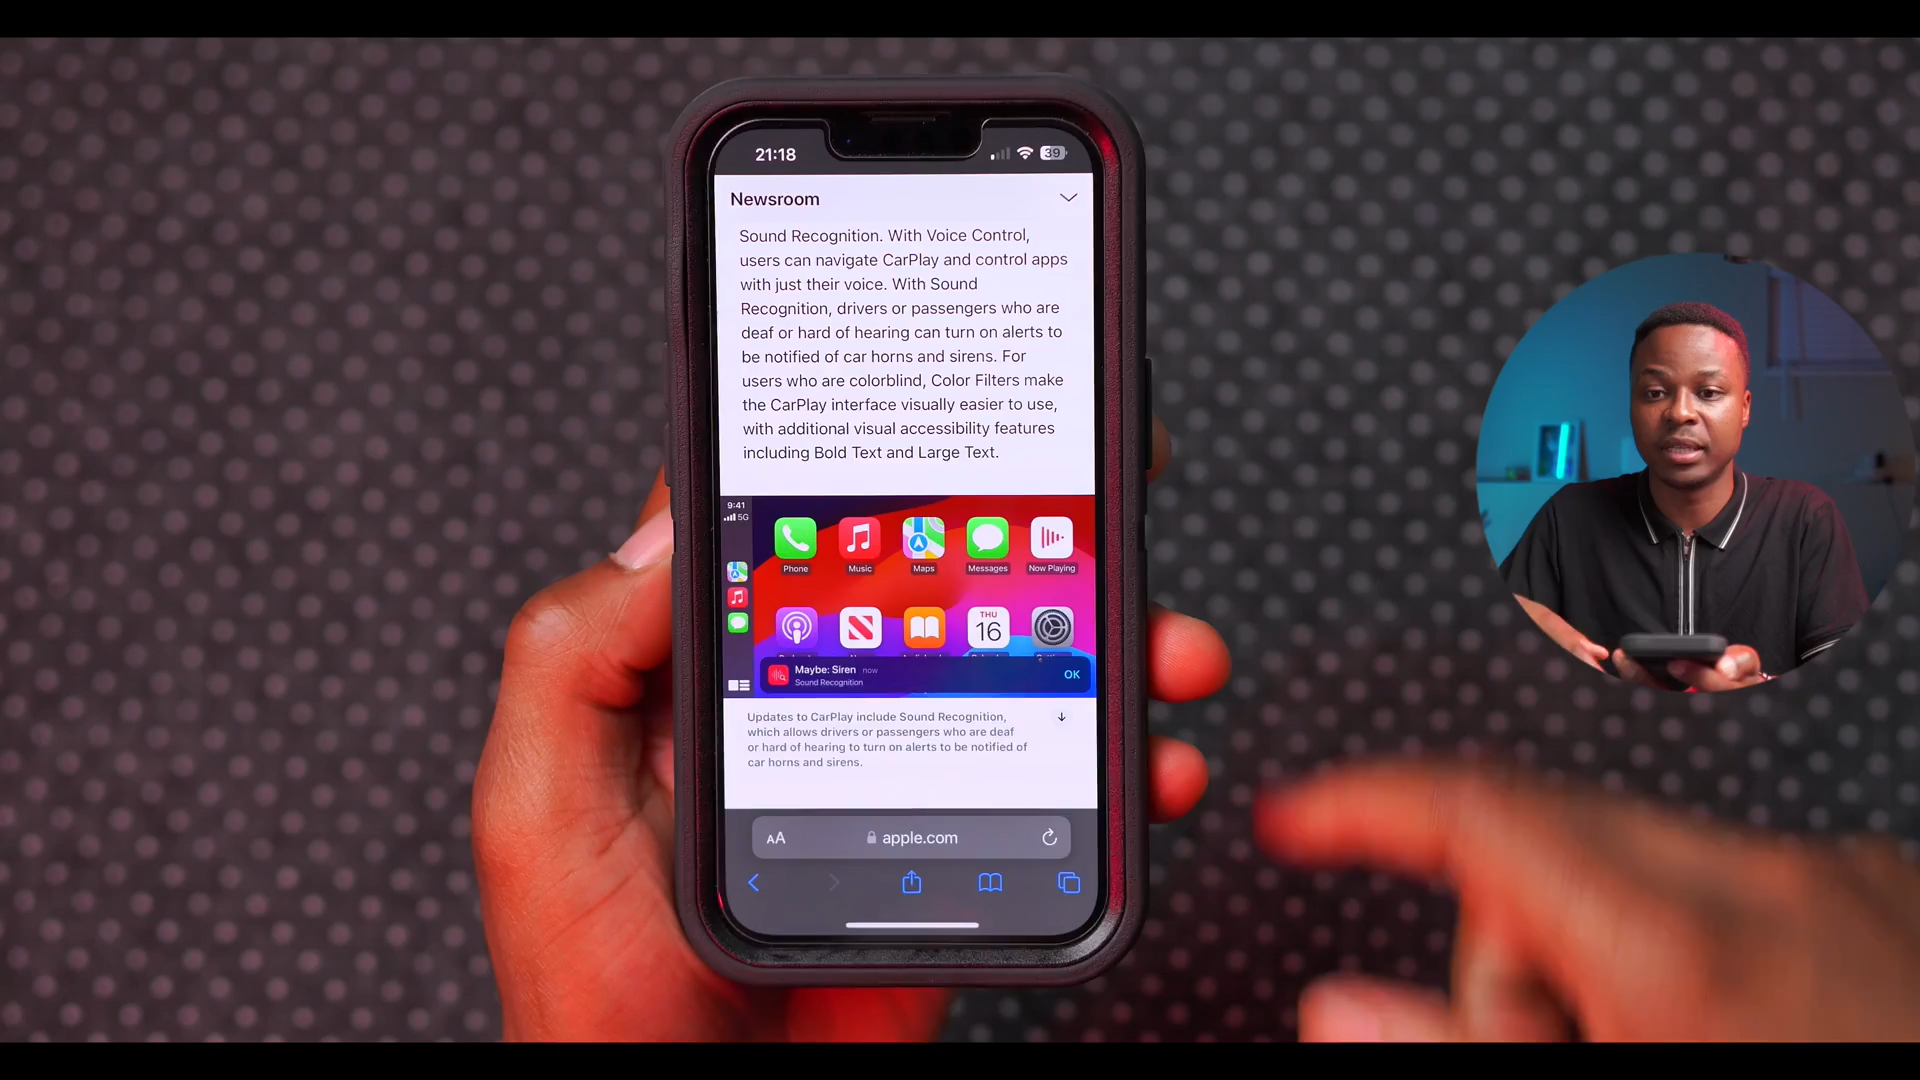 21:18
39
Newsroom
Sound Recognition. With Voice Control,
users can navigate CarPlay and control apps
with just their voice. With Sound
Recognition, drivers or passengers who are
deaf or hard of hearing can turn on alerts to
be notified of car horns and sirens. For
users who are colorblind, Color Filters make
the CarPlay interface visually easier to use,
with additional visual accessibility features
including Bold Text and Large Text.
9:41
5G
Phone
Music
Maps
Messages
Now Playing
THU
16
Maybe: Siren now
Sound Recognition
OK
Updates to CarPlay include Sound Recognition,
which allows drivers or passengers who are deaf
or hard of hearing to turn on alerts to be notified of
car horns and sirens.
AA
apple.com